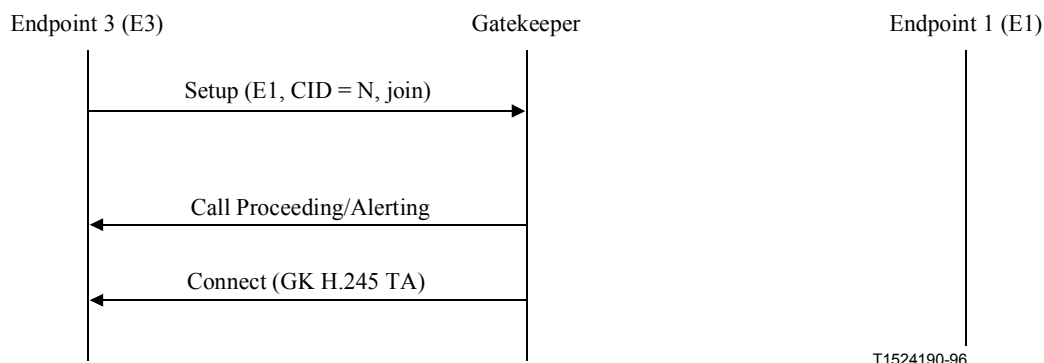 Endpoint 3 (E3)
Gatekeeper
Endpoint 1 (E1)
Setup (E1, CID = N, join)
Call Proceeding/Alerting
Connect (GK H.245 TA)
T1524190-96